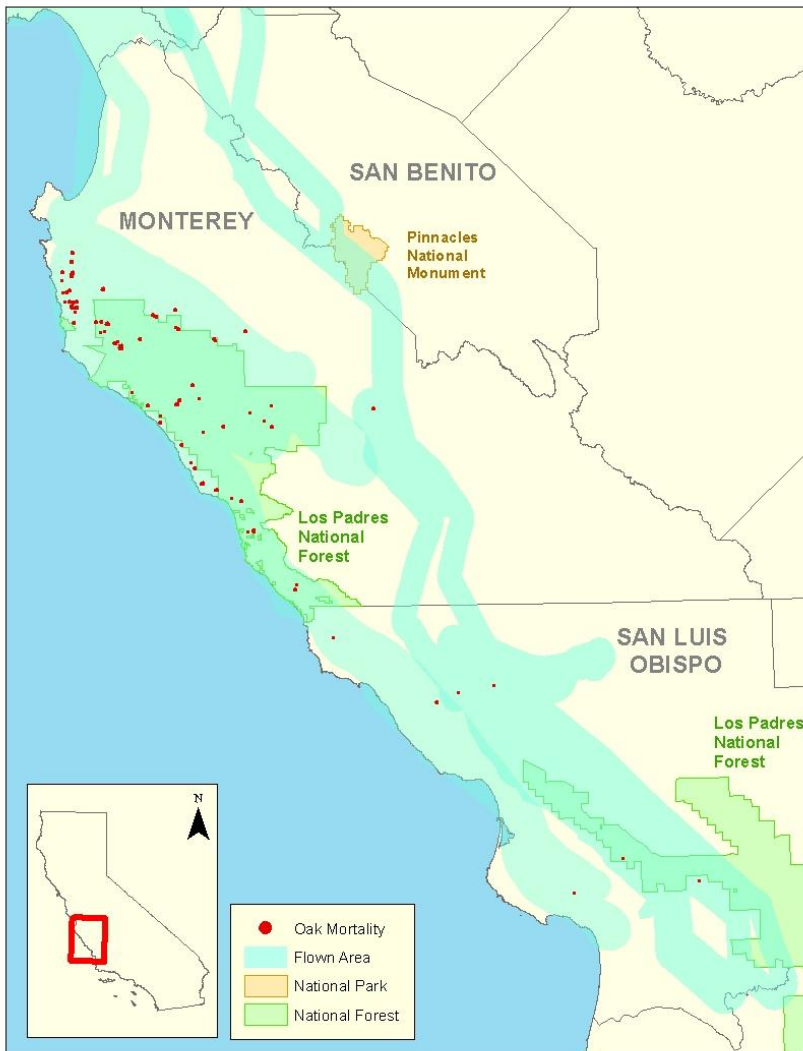 SAN BENITO
MONTEREY
Pinnacles
National
Monument
Los Padres
National
Forest
SAN LUIS
OBISPO
Los Padres
National
Forest
N
Oak Mortality
Flown Area
National Park
National Forest